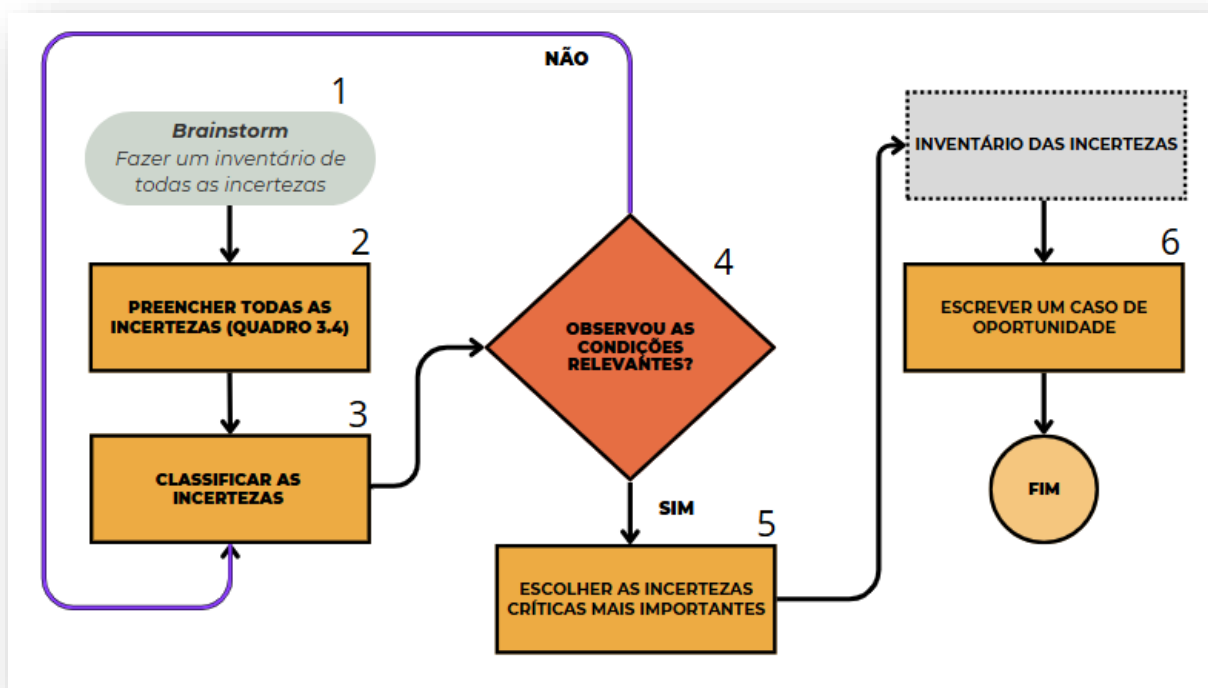 1
Brainstorm
Fazer um inventário de
todas as incertezas
2
PREENCHER TODAS AS
INCERTEZAS (QUADRO 3.4)
3
CLASSIFICAR AS
INCERTEZAS
NÃO
4
OBSERVOU AS
CONDIÇÕES
RELEVANTES?
SIM
5
ESCOLHER AS INCERTEZAS
CRÍTICAS MAIS IMPORTANTES
INVENTÁRIO DAS INCERTEZAS
6
ESCREVER UM CASO DE
OPORTUNIDADE
FIM